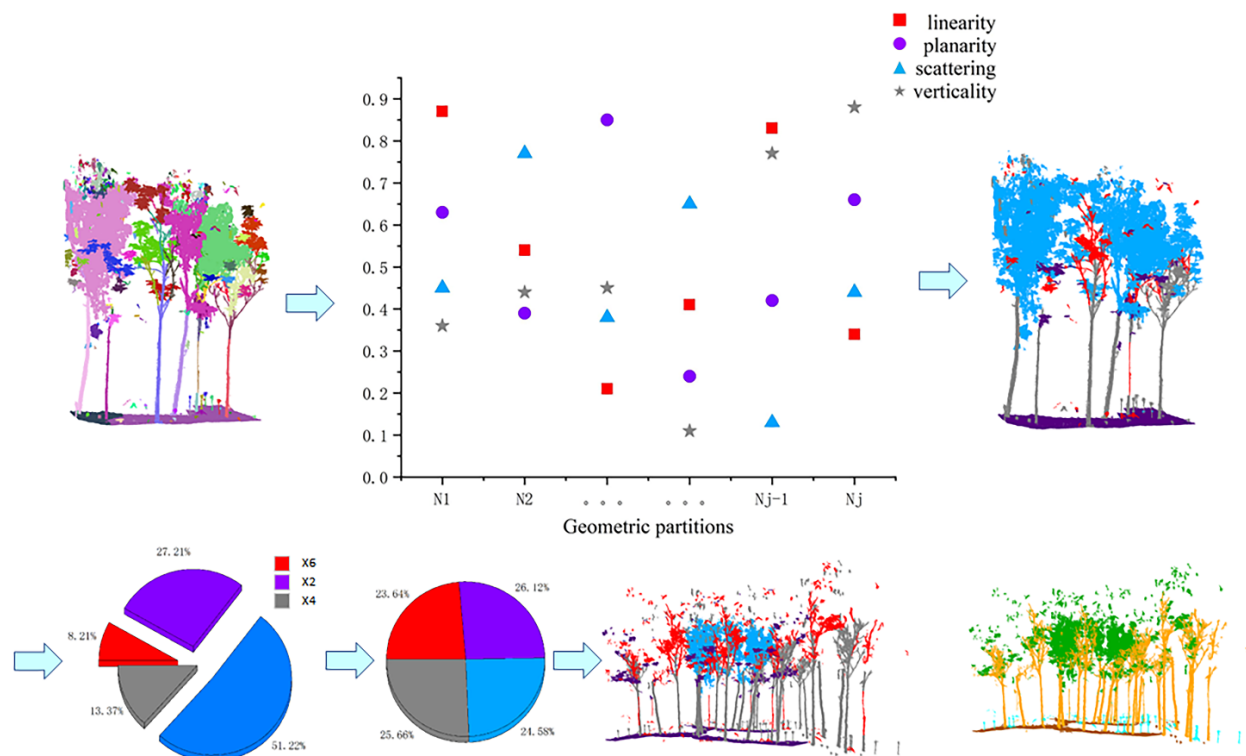 linearity
planarity
scattering
verticality
0.9
0.8
0.7
0.6
0.5
0.4
0.3
0.2
0.1
0.0
N1 N2 。。。 。。。 Nj-1 Nj
Geometric partitions
27.21%
8.21%
13.37%
51.22%
X6
X2
X4
23.64% 26.12%
25.66% 24.58%